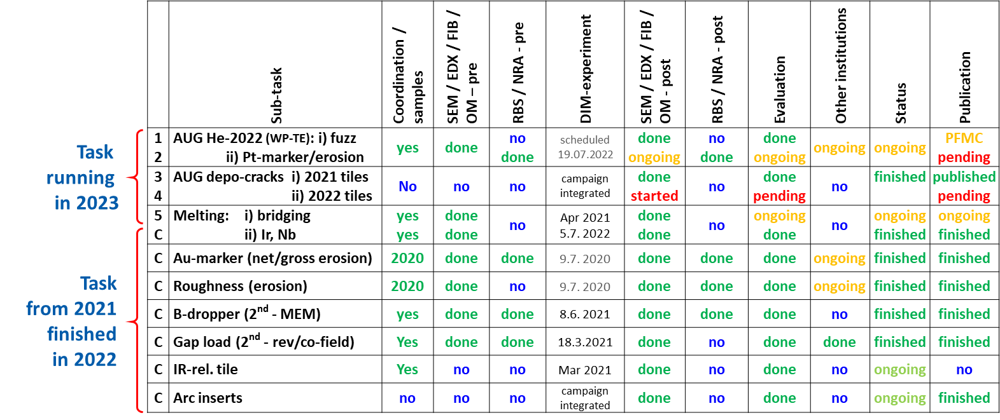 Sub-task
Coordination /
samples
SEM / EDX / FIB /
OM – pre
RBS / NRA - pre
DIM-experiment
SEM / EDX / FIB /
OM - post
RBS / NRA - post
Evaluation
Other institutions
Status
Publication
Task
running
in 2023
1 AUG He-2022 (WP-TE): i) fuzz yes done no scheduled done no done ongoing ongoing PFMC
2 ii) Pt-marker/erosion done 19.07.2022 ongoing done ongoing pending
3 AUG depo-cracks i) 2021 tiles No no no campaign done no done no finished published
4 ii) 2022 tiles integrated started pending pending
5 Melting: i) bridging yes done no Apr 2021 done no ongoing no ongoing ongoing
C ii) Ir, Nb yes done 5.7. 2022 done done finished finished
Task
from 2021
finished
in 2022
C Au-marker (net/gross erosion) 2020 done done 9.7. 2020 done done done ongoing finished finished
C Roughness (erosion) 2020 done no 9.7. 2020 done done done ongoing finished finished
C B-dropper (2nd - MEM) yes done done 8.6. 2021 done done done no finished finished
C Gap load (2nd - rev/co-field) Yes done done 18.3.2021 done no done done finished finished
C IR-rel. tile Yes no no Mar 2021 done no done no ongoing no
C Arc inserts no no no campaign done no done no ongoing finished
integrated